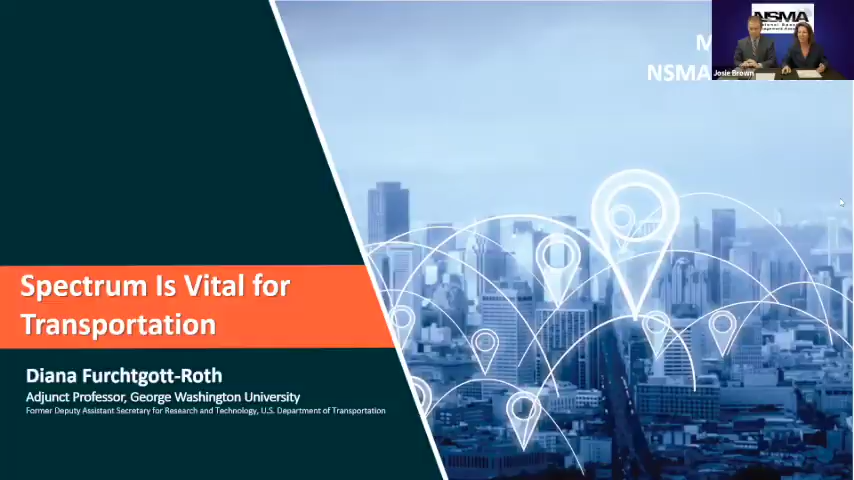 Spectrum Is Vital for
Transportation
Diana Furchtgott-Roth
Adjunct Professor, George Washington University
Former Deputy Assistant Secretary for Research and Technology, U.S. Department of Transportation
M
NSMA
NSMA
Josie Brown